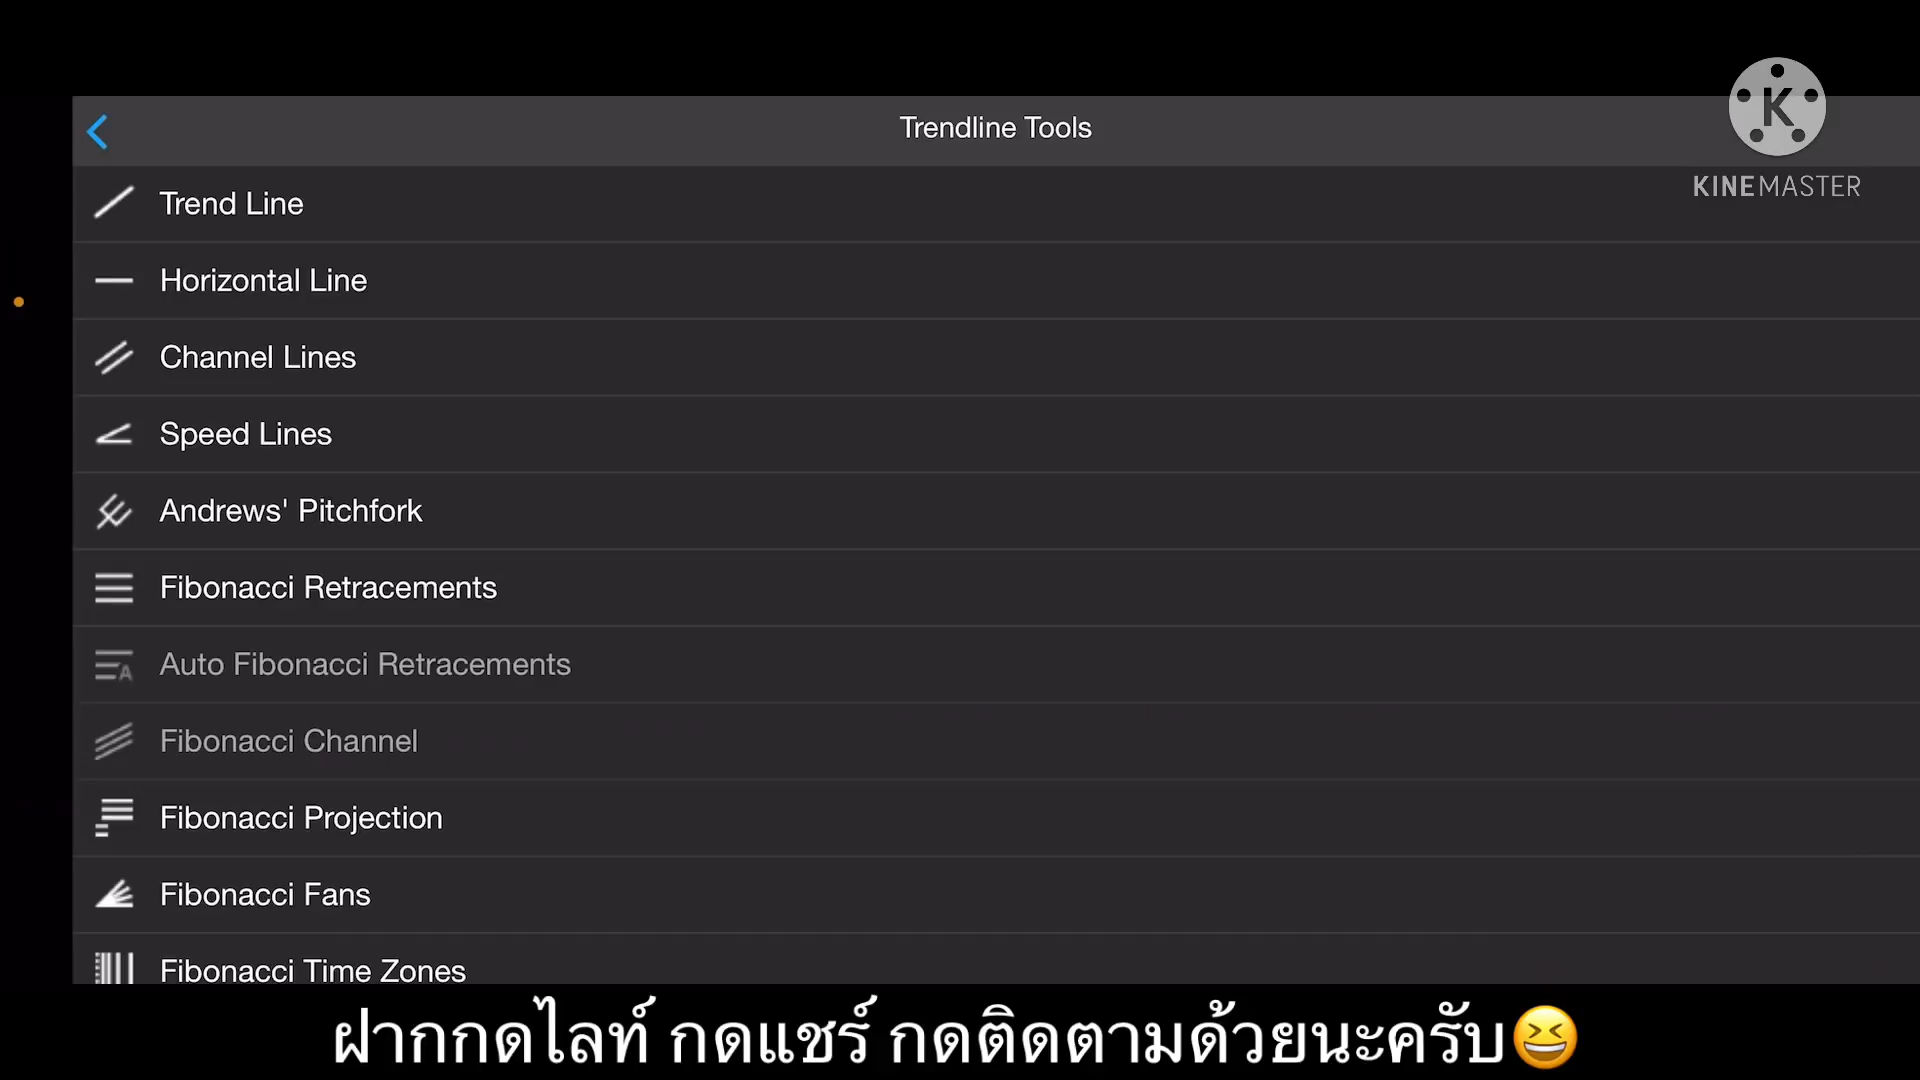 Trendline Tools
K
KINEMASTER
Trend Line
Horizontal Line
Channel Lines
Speed Lines
Andrews' Pitchfork
Fibonacci Retracements
A
Auto Fibonacci Retracements
Fibonacci Channel
Fibonacci Projection
Fibonacci Fans
Fibonacci Time Zones
ฝากกดไลท์ กดแชร์ กดติดตามด้วยนะครับ😆